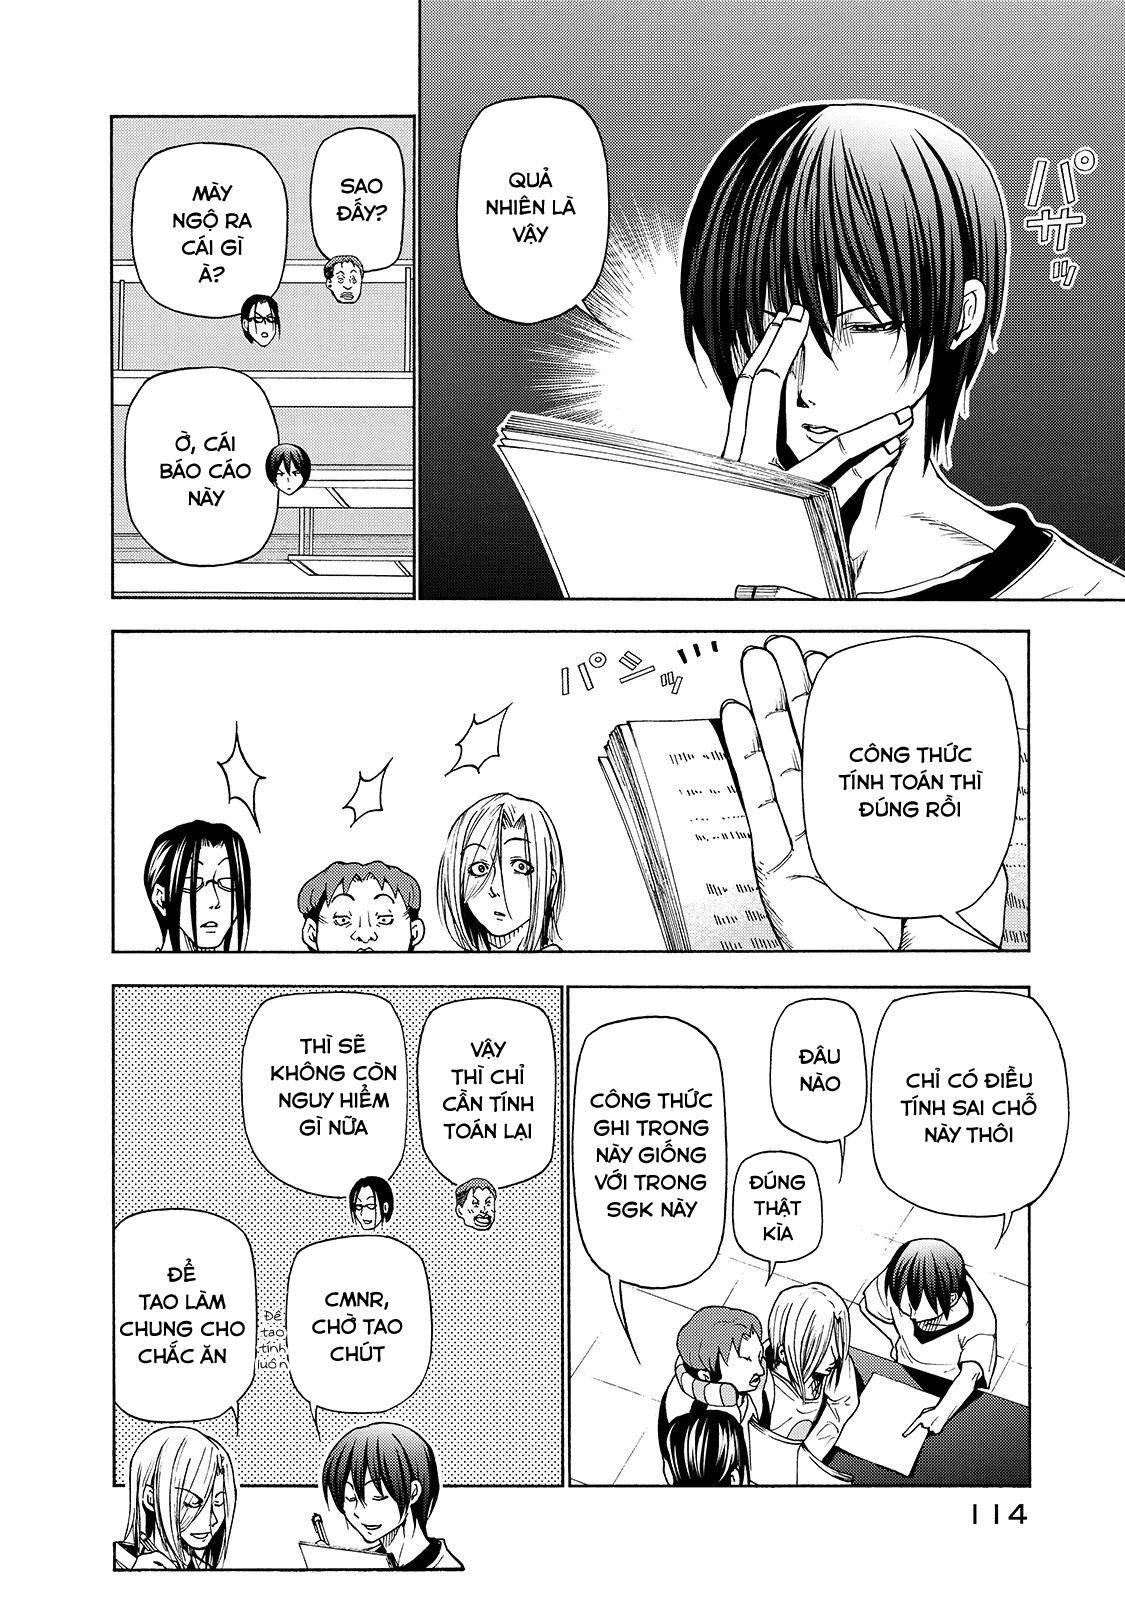 QUẢ
NHIÊN LÀ
VẬY
パサッ
SAO
ĐẤY?
MÀY
NGỘ RA
CÁI GÌ
À?
Ờ, CÁI
BÁO CÁO
NÀY
CÔNG THỨC
TÍNH TOÁN THÌ
ĐÚNG RỒI
パシッ
CHỈ CÓ ĐIỀU
TÍNH SAI CHỖ
NÀY THÔI
ĐÂU
NÀO
ĐÚNG
THẬT
KÌA
CÔNG THỨC
GHI TRONG
NÀY GIỐNG
VỚI TRONG
SGK NÀY
VẬY
THÌ CHỈ
CẦN TÍNH
TOÁN LẠI
THÌ SẼ
KHÔNG CÒN
NGUY HIỂM
GÌ NỮA
CMNR,
CHỜ TAO
CHÚT
Để
tao
tính
luôn
ĐỂ
TAO LÀM
CHUNG CHO
CHẮC ĂN
114